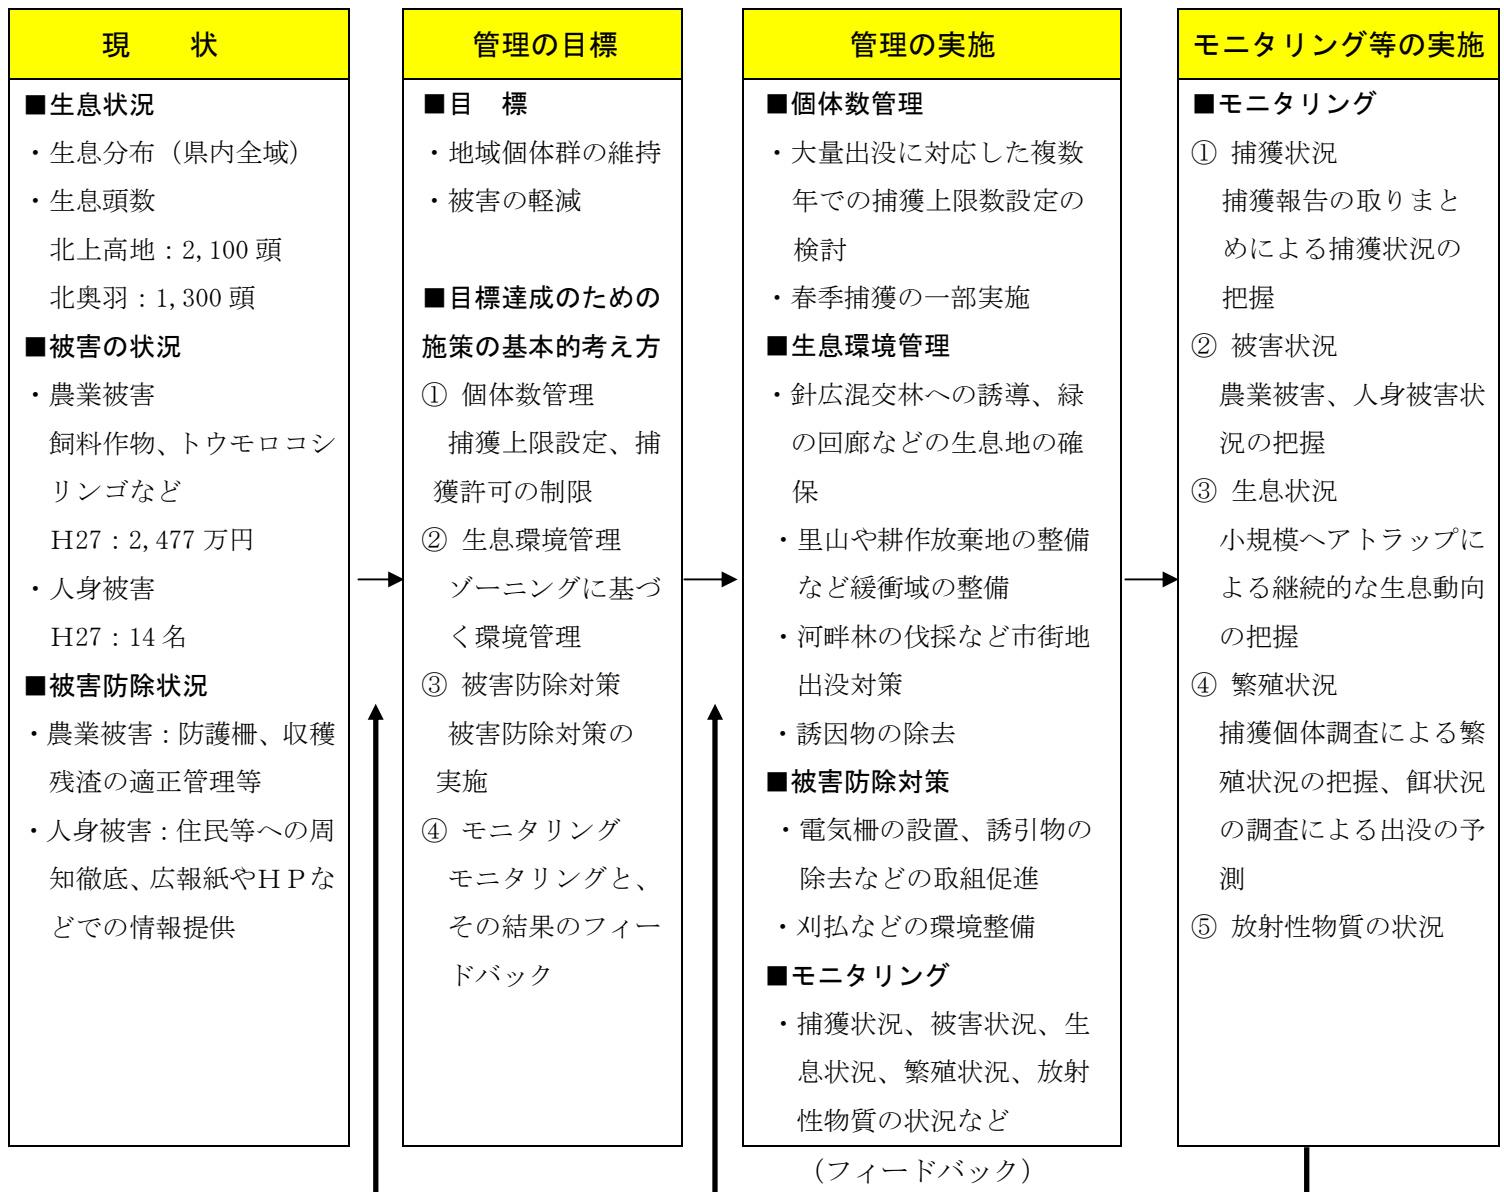 現　　状
■生息状況
・生息分布（県内全域）
・生息頭数
北上高地：2,100 頭
北奥羽：1,300 頭
■被害の状況
・農業被害
飼料作物、トウモロコシ
リンゴなど
H27：2,477 万円
・人身被害
H27：14 名
■被害防除状況
・農業被害：防護柵、収穫
残渣の適正管理等
・人身被害：住民等への周
知徹底、広報紙やＨＰな
どでの情報提供
管理の目標
■目　標
・地域個体群の維持
・被害の軽減
■目標達成のための
施策の基本的考え方
① 個体数管理
捕獲上限設定、捕
獲許可の制限
② 生息環境管理
ゾーニングに基づ
く環境管理
③ 被害防除対策
被害防除対策の
実施
④ モニタリング
モニタリングと、
その結果のフィー
ドバック
管理の実施
■個体数管理
・大量出没に対応した複数
年での捕獲上限数設定の
検討
・春季捕獲の一部実施
■生息環境管理
・針広混交林への誘導、緑
の回廊などの生息地の確
保
・里山や耕作放棄地の整備
など緩衝域の整備
・河畔林の伐採など市街地
出没対策
・誘因物の除去
■被害防除対策
・電気柵の設置、誘引物の
除去などの取組促進
・刈払などの環境整備
■モニタリング
・捕獲状況、被害状況、生
息状況、繁殖状況、放射
性物質の状況など
（フィードバック）
モニタリング等の実施
■モニタリング
① 捕獲状況
捕獲報告の取りまと
めによる捕獲状況の
把握
② 被害状況
農業被害、人身被害状
況の把握
③ 生息状況
小規模ヘアトラップに
よる継続的な生息動向
の把握
④ 繁殖状況
捕獲個体調査による繁
殖状況の把握、餌状況
の調査による出没の予
測
⑤ 放射性物質の状況